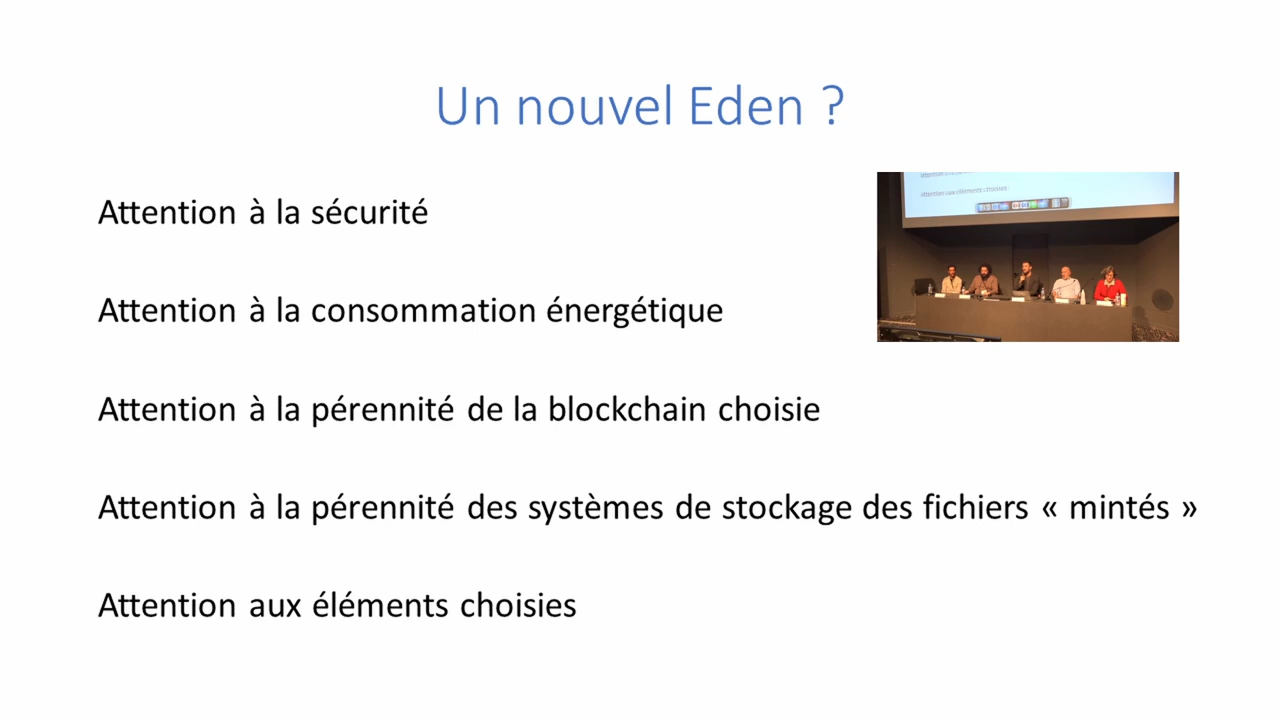 Un nouvel Eden ?
Attention à la sécurité
Attention à la consommation énergétique
Attention à la pérennité de la blockchain choisie
Attention à la pérennité des systèmes de stockage des fichiers « mintés »
Attention aux éléments choisies